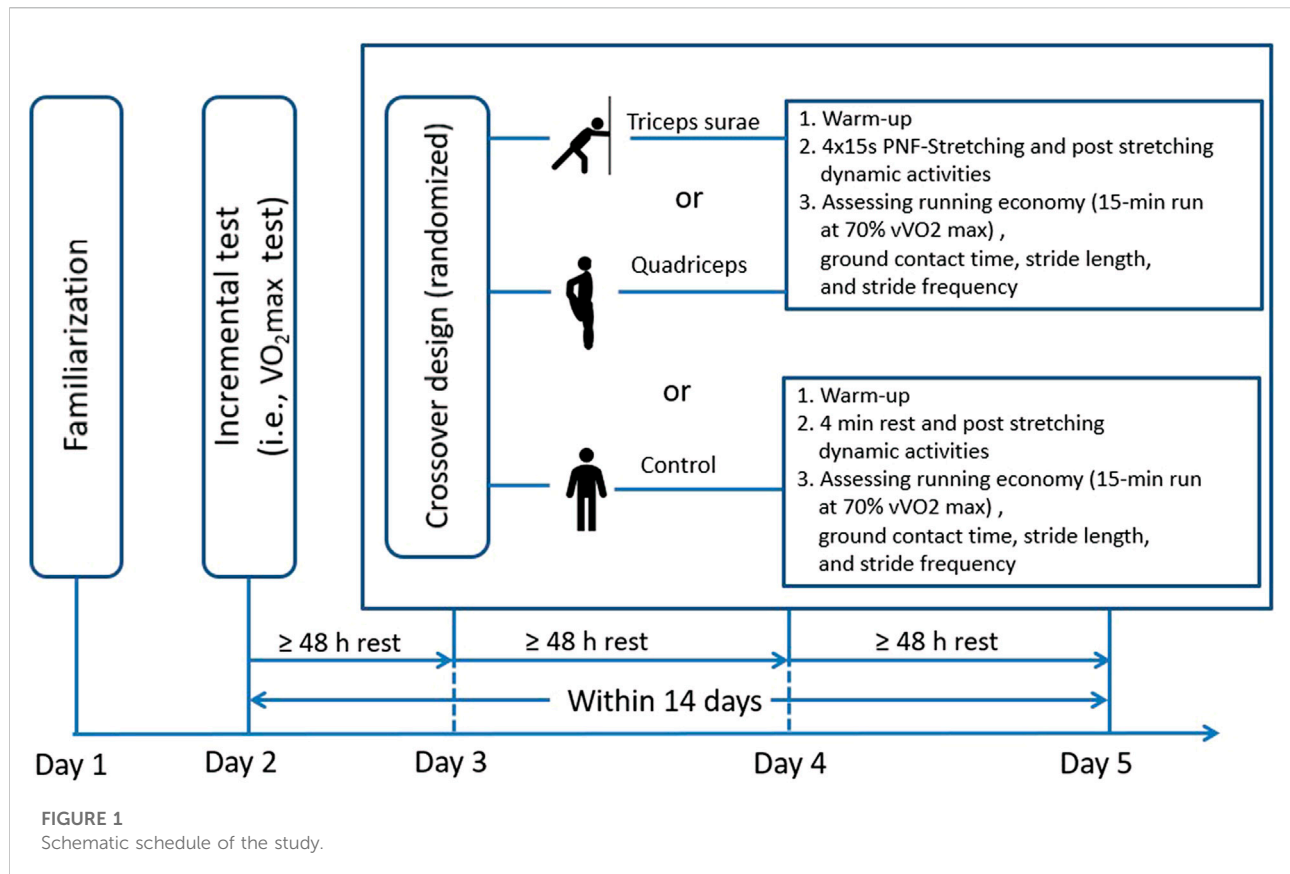 Familiarization
Incremental test
(i.e., VO₂max test)
Crossover design (randomized)
Triceps surae
or
Quadriceps
or
Control
1. Warm-up
2. 4x15s PNF-Stretching and post stretching
dynamic activities
3. Assessing running economy (15-min run
at 70% vVO2 max) ,
ground contact time, stride length,
and stride frequency
1. Warm-up
2. 4 min rest and post stretching
dynamic activities
3. Assessing running economy (15-min run
at 70% vVO2 max) ,
ground contact time, stride length,
and stride frequency
≥ 48 h rest
≥ 48 h rest
≥ 48 h rest
Within 14 days
Day 1
Day 2
Day 3
Day 4
Day 5
FIGURE 1
Schematic schedule of the study.